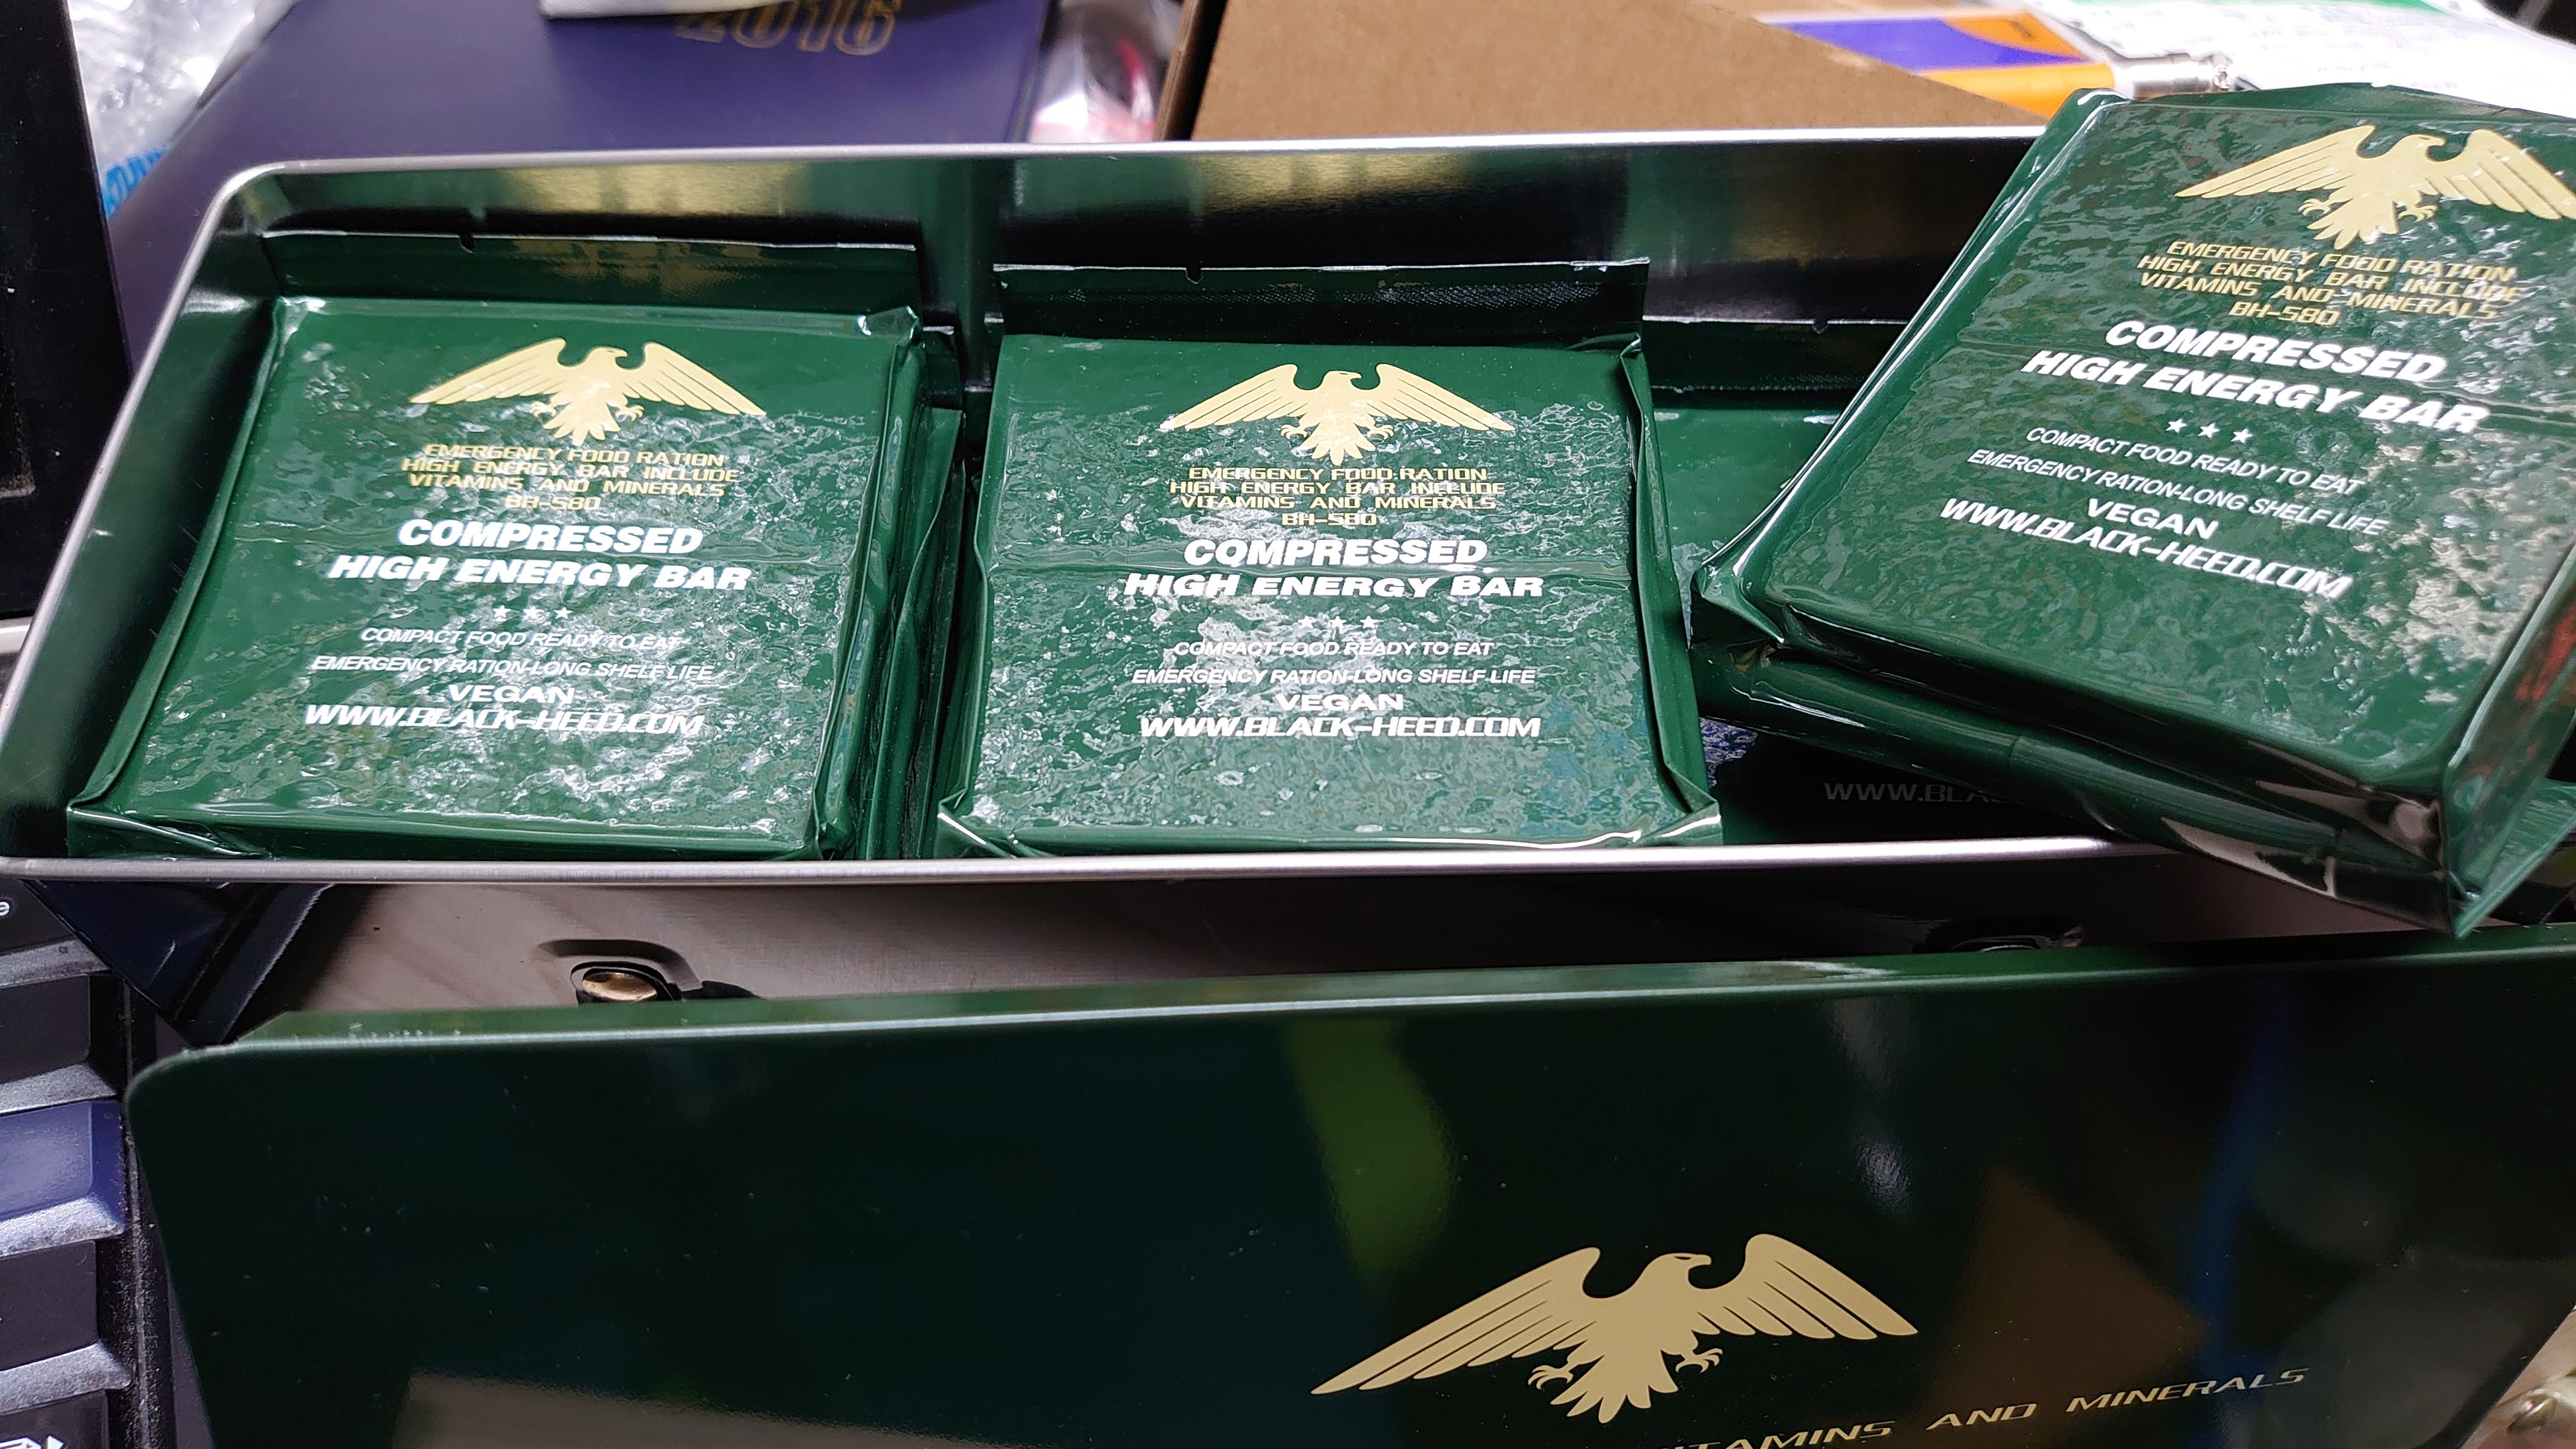 2016
EMERGENCY FOOD RATION
HIGH ENERGY BAR INCLUDE
VITAMINS AND MINERALS
BH-580
COMPRESSED
HIGH ENERGY BAR
COMPACT FOOD READY TO EAT
EMERGENCY RATION-LONG SHELF LIFE
VEGAN
WWW.BLACK-HEED.COM
EMERGENCY FOOD RATION
HIGH ENERGY BAR INCLUDE
VITAMINS AND MINERALS
BH-580
COMPRESSED
HIGH ENERGY BAR
COMPACT FOOD READY TO EAT
EMERGENCY RATION-LONG SHELF LIFE
VEGAN
WWW.BLACK-HEED.COM
EMERGENCY FOOD RATION
HIGH ENERGY BAR INCLUDE
VITAMINS AND MINERALS
BH-580
COMPRESSED
HIGH ENERGY BAR
COMPACT FOOD READY TO EAT
EMERGENCY RATION-LONG SHELF LIFE
VEGAN
WWW.BLACK-HEED.COM
WWW.BLA
VITAMINS AND MINERALS